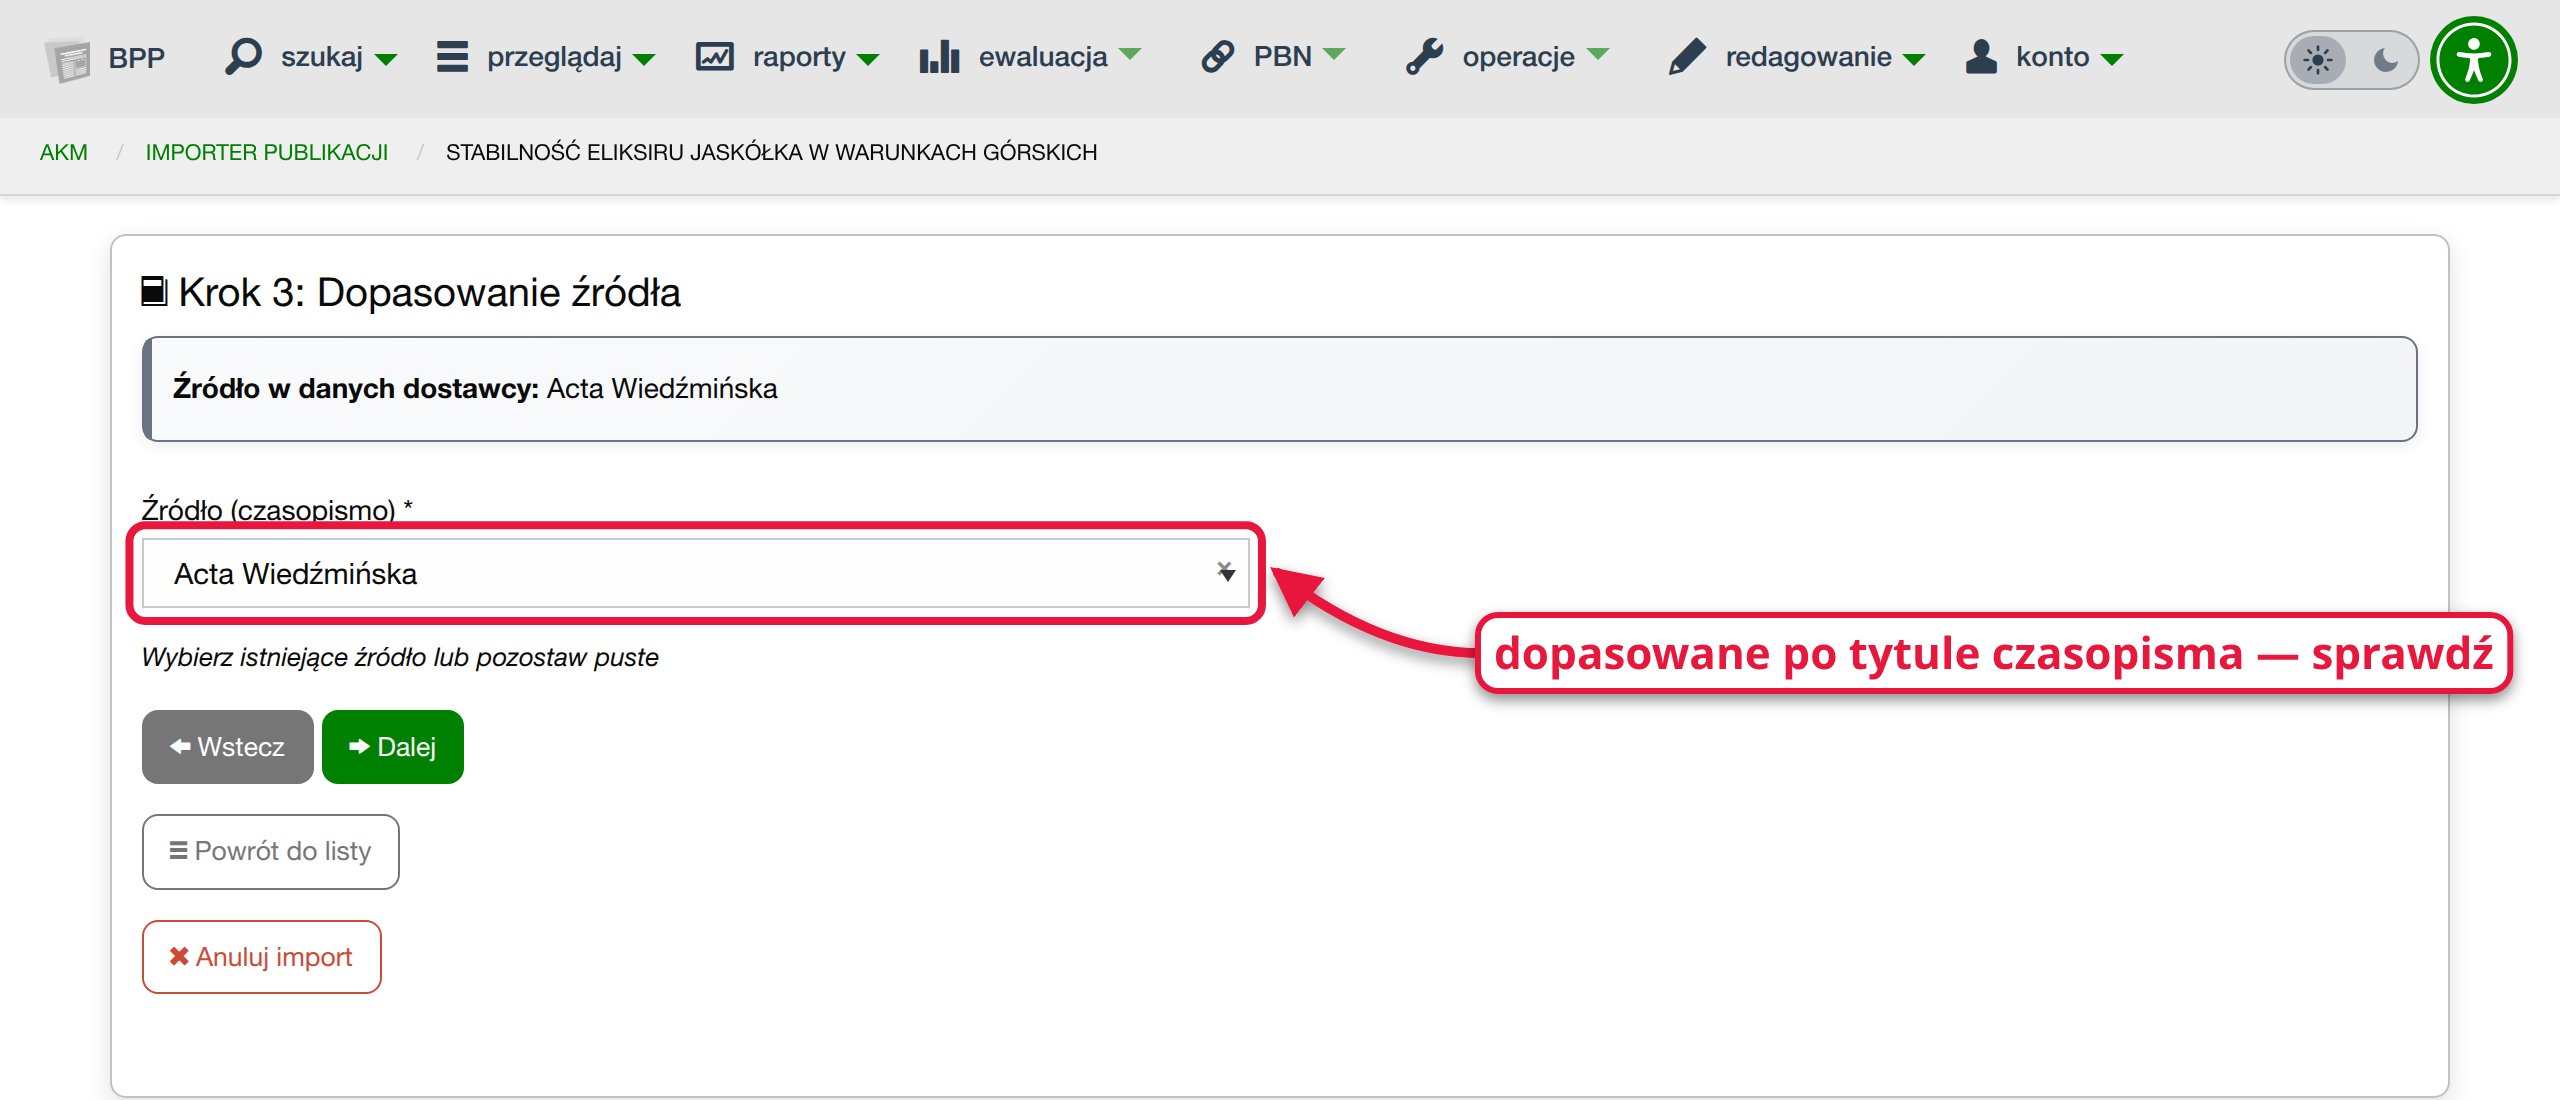 BPP szukaj przeglądaj raporty ewaluacja PBN operacje redagowanie konto
AKM / IMPORTER PUBLIKACJI / STABILNOŚĆ ELIKSIRU JASKÓŁKA W WARUNKACH GÓRSKICH
Krok 3: Dopasowanie źródła
Źródło w danych dostawcy: Acta Wiedźmińska
Źródło (czasopismo) *
Acta Wiedźmińska
dopasowane po tytule czasopisma — sprawdź
Wybierz istniejące źródło lub pozostaw puste
Wstecz Dalej
Powrót do listy
Anuluj import